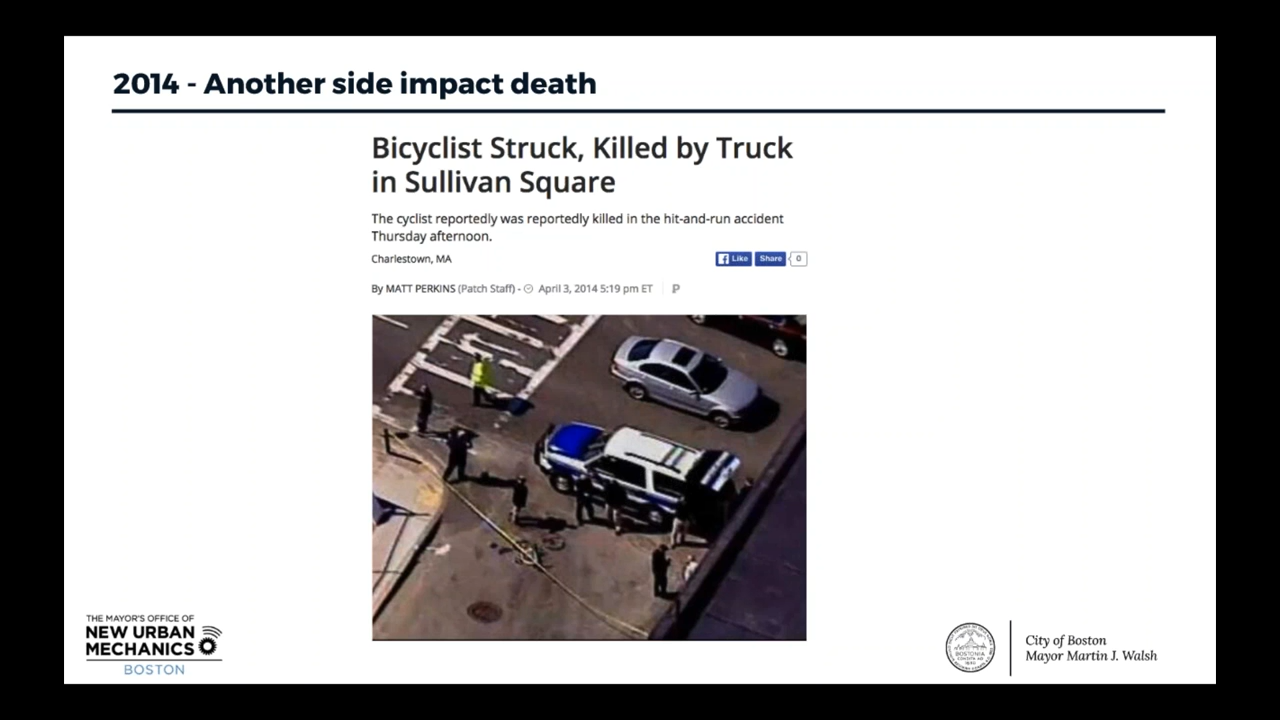 2014 - Another side impact death
Bicyclist Struck, Killed by Truck
in Sullivan Square
The cyclist reportedly was reportedly killed in the hit-and-run accident
Thursday afternoon.
Charlestown, MA
Like Share 0
By MATT PERKINS (Patch Staff) - April 3, 2014 5:19 pm ET
THE MAYOR'S OFFICE OF
NEW URBAN
MECHANICS
BOSTON
City of Boston
Mayor Martin J. Walsh